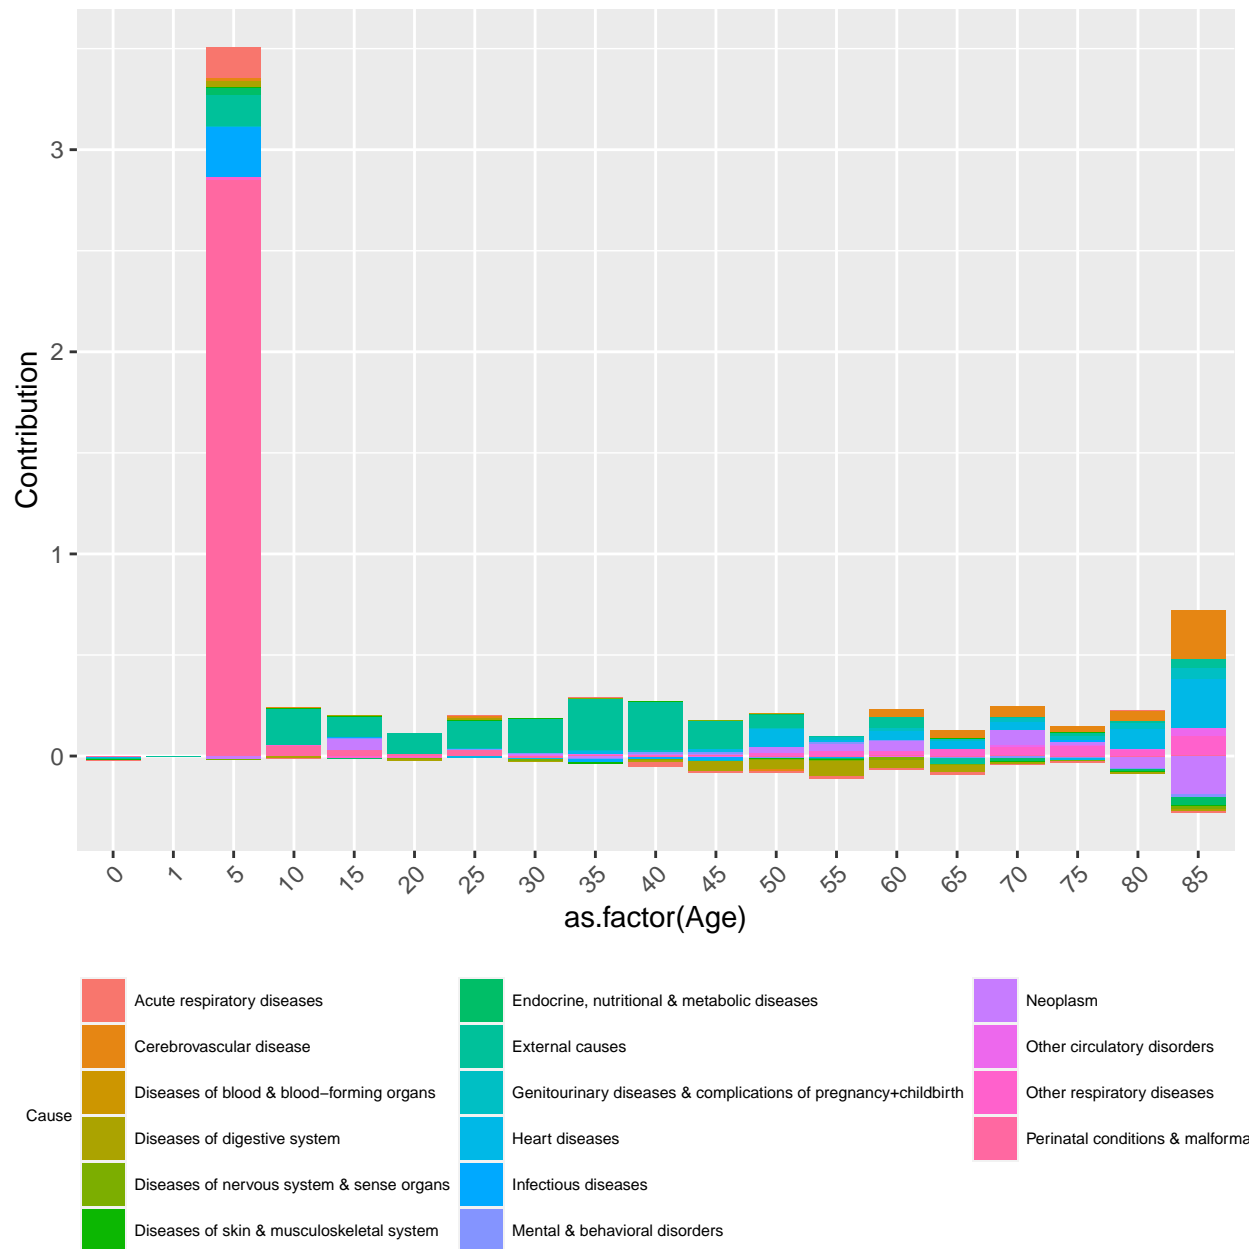 3
2
1
0
Contribution
0 1 5 10 15 20 25 30 35 40 45 50 55 60 65 70 75 80 85
as.factor(Age)
Cause
Acute respiratory diseases
Cerebrovascular disease
Diseases of blood & blood−forming organs
Diseases of digestive system
Diseases of nervous system & sense organs
Diseases of skin & musculoskeletal system
Endocrine, nutritional & metabolic diseases
External causes
Genitourinary diseases & complications of pregnancy+childbirth
Heart diseases
Infectious diseases
Mental & behavioral disorders
Neoplasm
Other circulatory disorders
Other respiratory diseases
Perinatal conditions & malforma